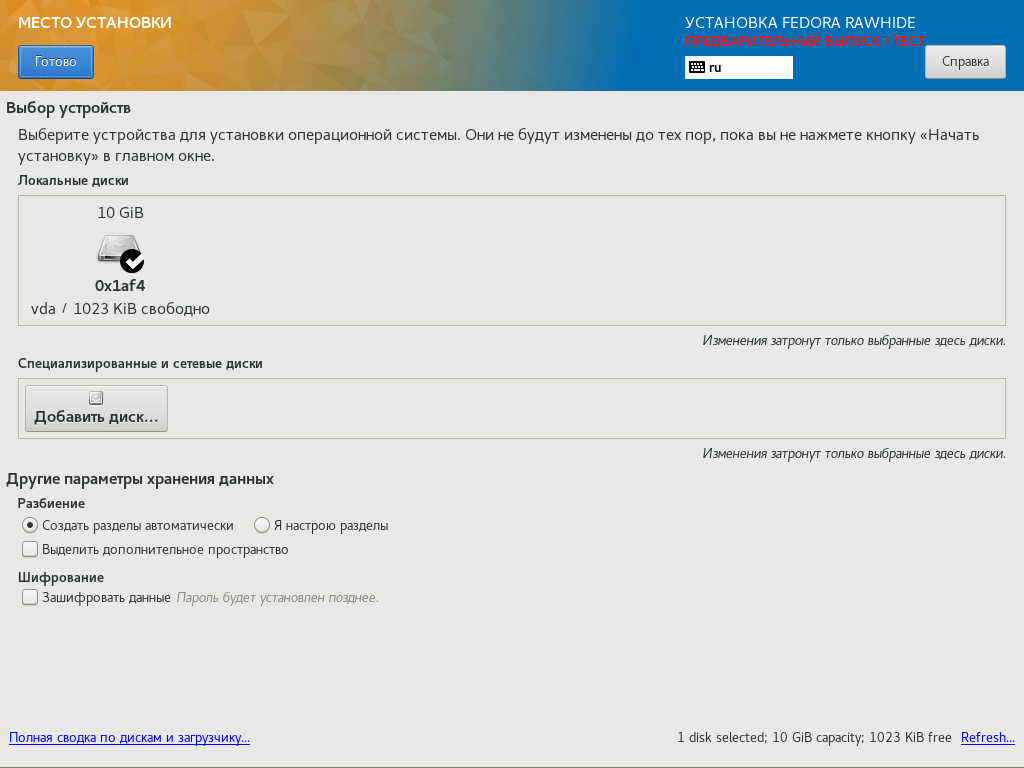 МЕСТО УСТАНОВКИ
УСТАНОВКА FEDORA RAWHIDE
ПРЕДВАРИТЕЛЬНЫЙ ВЫПУСК / ТЕСТ
Готово
ru
Справка
Выбор устройств
Выберите устройства для установки операционной системы. Они не будут изменены до тех пор, пока вы не нажмете кнопку «Начать
установку» в главном окне.
Локальные диски
10 GiB
0x1af4
vda / 1023 KiB свободно
Изменения затронут только выбранные здесь диски.
Специализированные и сетевые диски
Добавить диск...
Изменения затронут только выбранные здесь диски.
Другие параметры хранения данных
Разбиение
Создать разделы автоматически Я настрою разделы
Выделить дополнительное пространство
Шифрование
Зашифровать данные Пароль будет установлен позднее.
Полная сводка по дискам и загрузчику... 1 disk selected; 10 GiB capacity; 1023 KiB free Refresh...